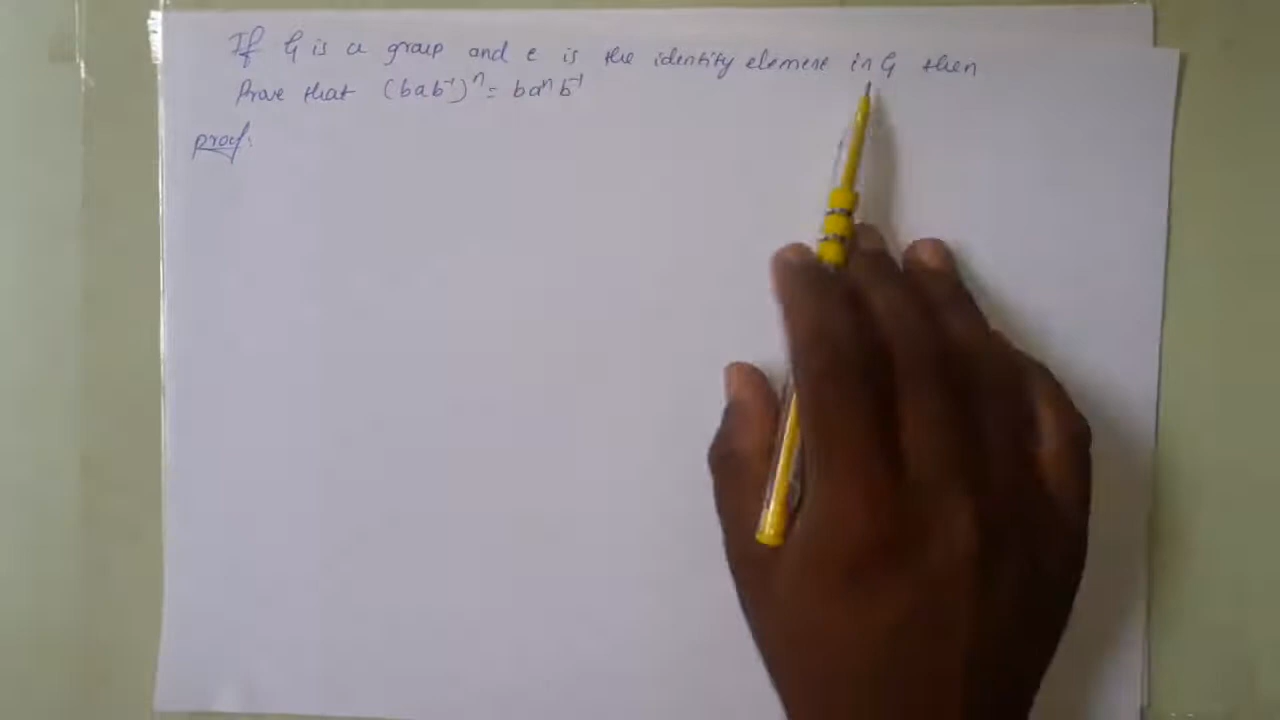 If G is a group and e is the identity element in G then
Prove that (bab⁻¹)ⁿ = baⁿb⁻¹
proof: